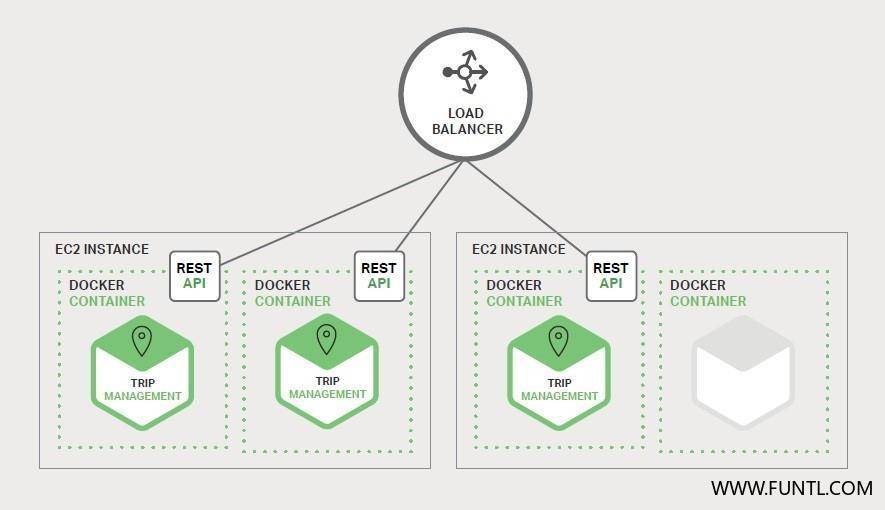 LOAD
BALANCER
EC2 INSTANCE
REST
API
DOCKER
CONTAINER
TRIP
MANAGEMENT
REST
API
DOCKER
CONTAINER
TRIP
MANAGEMENT
EC2 INSTANCE
REST
API
DOCKER
CONTAINER
TRIP
MANAGEMENT
DOCKER
CONTAINER
WWW.FUNTL.COM